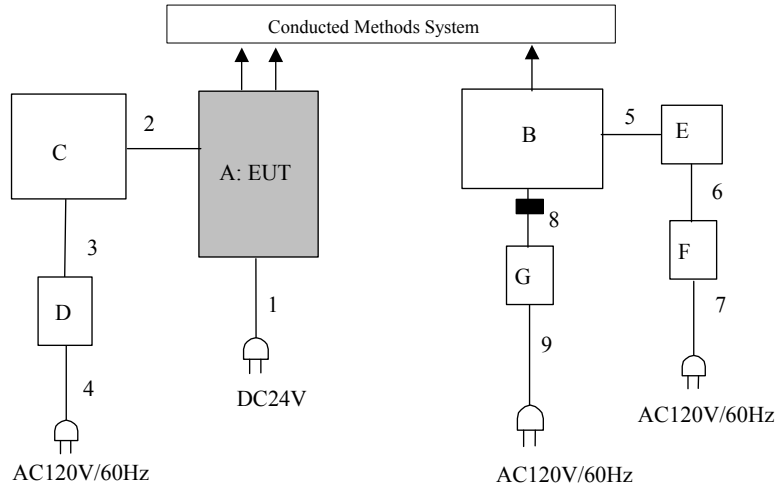 Conducted Methods System
C
2
A: EUT
B
5
E
3
6
8
D
1
G
F
7
4
9
DC24V
AC120V/60Hz
AC120V/60Hz
AC120V/60Hz